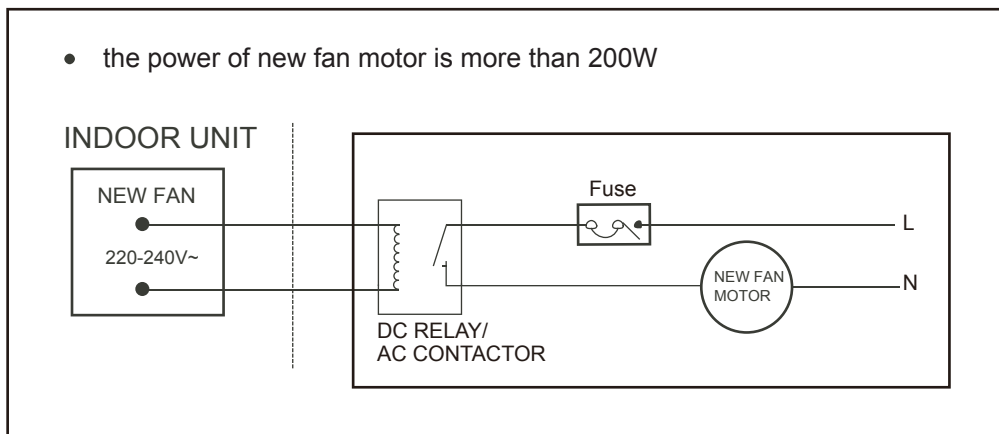 ● the power of new fan motor is more than 200W
INDOOR UNIT
NEW FAN
220-240V~
Fuse
L
NEW FAN
MOTOR
N
DC RELAY/
AC CONTACTOR